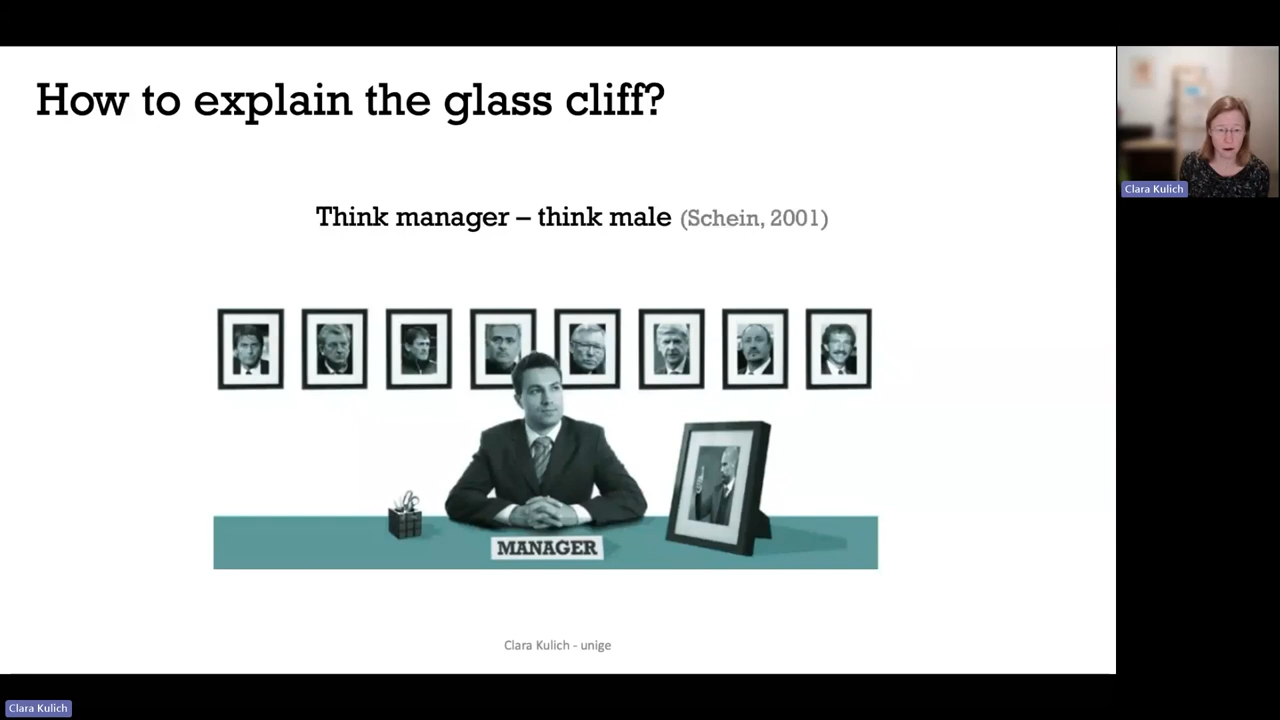 How to explain the glass cliff?
Think manager – think male (Schein, 2001)
MANAGER
Clara Kulich - unige
Clara Kulich
Clara Kulich